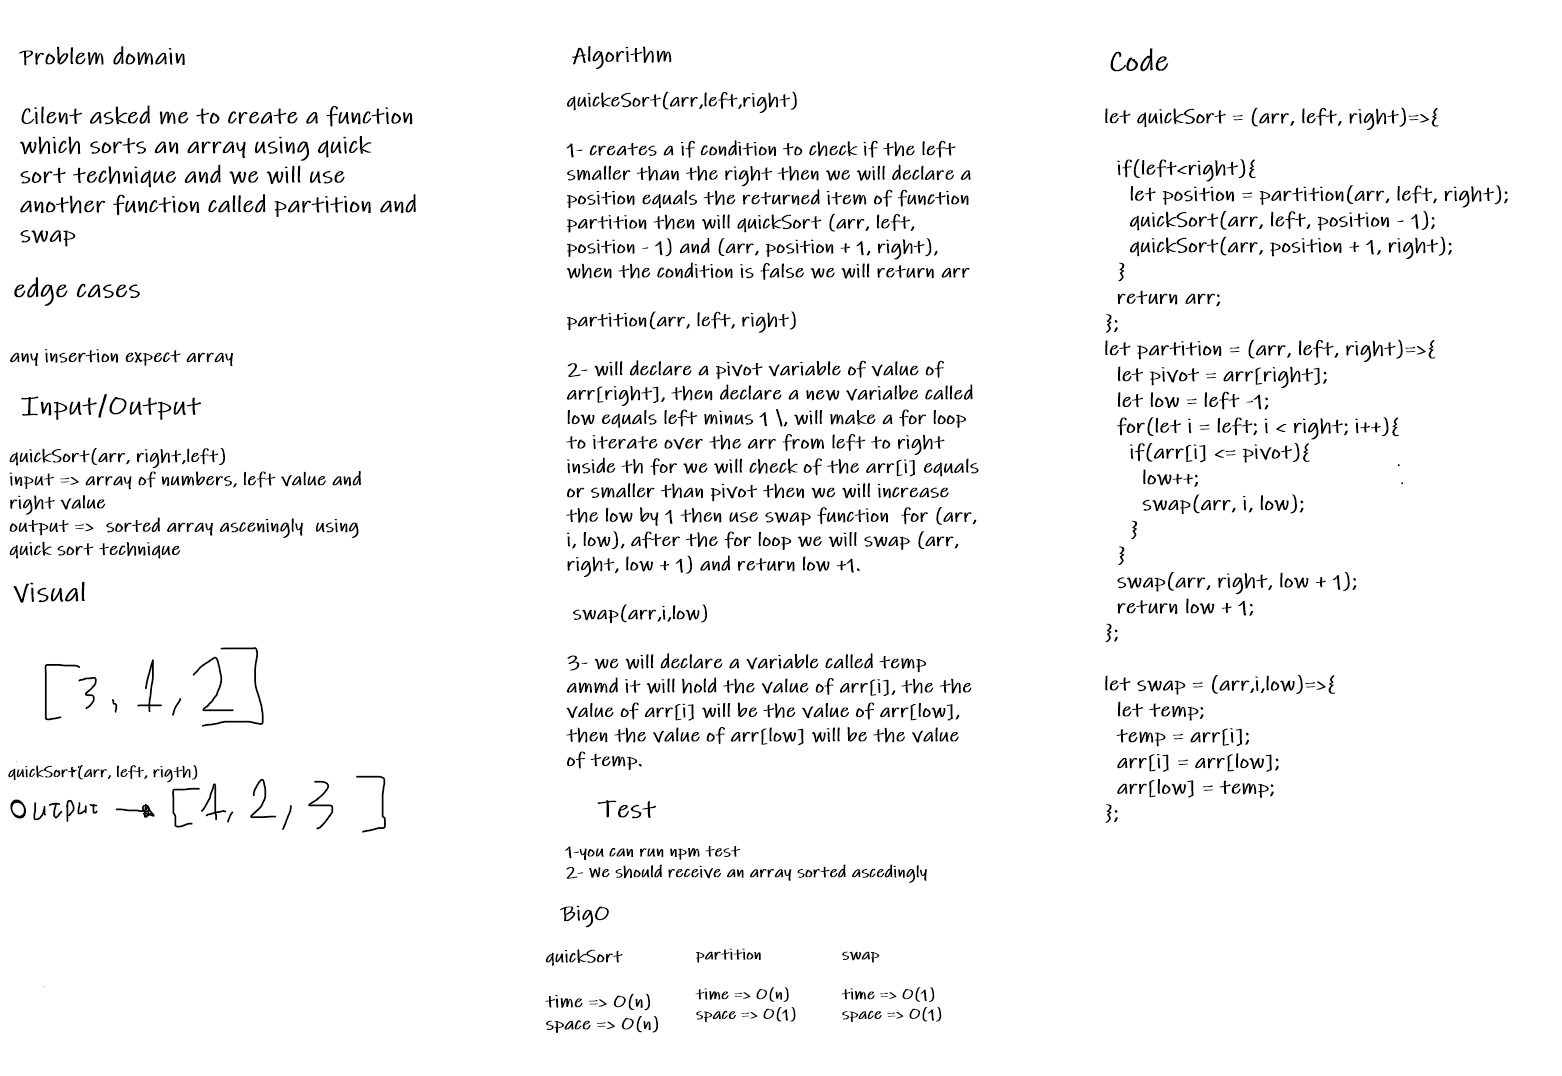 Problem domain
Cilent asked me to create a function
which sorts an array using quick
sort technique and we will use
another function called partition and
swap
edge cases
any insertion expect array
Input/Output
quickSort(arr, right,left)
input => array of numbers, left value and
right value
output => sorted array asceningly using
quick sort technique
Visual
[3, 1, 2]
quickSort(arr, left, rigth)
output → [1, 2, 3 ]
Algorithm
quickeSort(arr,left,right)
1- creates a if condition to check if the left
smaller than the right then we will declare a
position equals the returned item of function
partition then will quickSort (arr, left,
position - 1) and (arr, position + 1, right),
when the condition is false we will return arr
partition(arr, left, right)
2- will declare a pivot variable of value of
arr[right], then declare a new varialbe called
low equals left minus 1 \, will make a for loop
to iterate over the arr from left to right
inside th for we will check of the arr[i] equals
or smaller than pivot then we will increase
the low by 1 then use swap function for (arr,
i, low), after the for loop we will swap (arr,
right, low + 1) and return low +1.
swap(arr,i,low)
3- we will declare a variable called temp
ammd it will hold the value of arr[i], the the
value of arr[i] will be the value of arr[low],
then the value of arr[low] will be the value
of temp.
Test
1-you can run npm test
2- We should receive an array sorted ascedingly
BigO
quickSort
time => O(n)
space => O(n)
partition
time => O(n)
space => O(1)
swap
time => O(1)
space => O(1)
Code
let quickSort = (arr, left, right)=>{
if(left<right){
let position = partition(arr, left, right);
quickSort(arr, left, position - 1);
quickSort(arr, position + 1, right);
}
return arr;
};
let partition = (arr, left, right)=>{
let pivot = arr[right];
let low = left -1;
for(let i = left; i < right; i++){
if(arr[i] <= pivot){
low++;
swap(arr, i, low);
}
}
swap(arr, right, low + 1);
return low + 1;
};
let swap = (arr,i,low)=>{
let temp;
temp = arr[i];
arr[i] = arr[low];
arr[low] = temp;
};